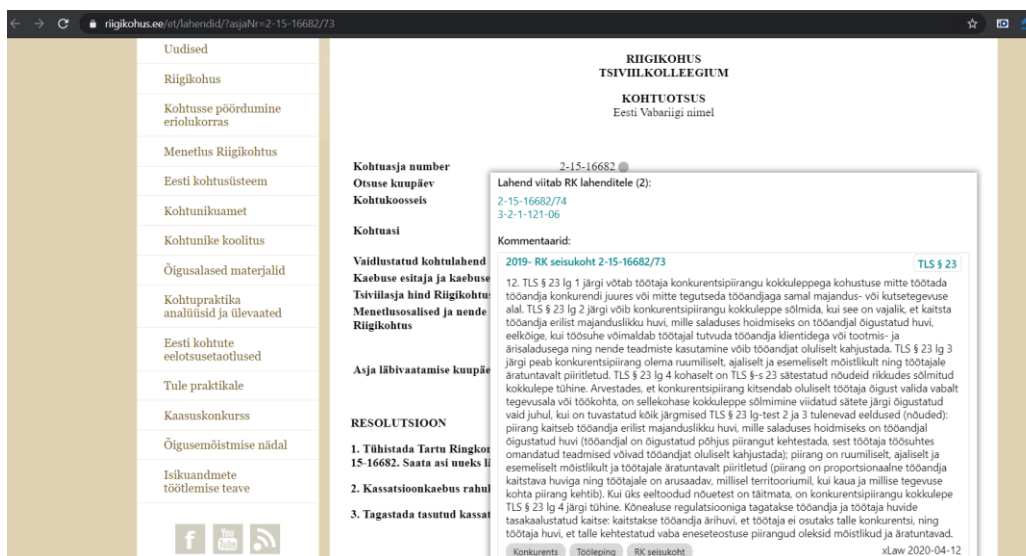 riigikohus.ee/et/lahendid/?asjaNr=2-15-16682/73
Uudised
Riigikohus
Kohtusse pöördumine
eriolukorras
Menetlus Riigikohtus
Eesti kohtusüsteem
Kohtunikuamet
Kohtunike koolitus
Õigusalased materjalid
Kohtupraktika
analüüsid ja ülevaated
Eesti kohtute
eelotsusetaotlused
Tule praktikale
Kaasuskonkurss
Õigusemõistmise nädal
Isikuandmete
töötlemise teave
f
You
Tube
RIIGIKOHUS
TSIVIILKOLLEEGIUM
KOHTUOTSUS
Eesti Vabariigi nimel
Kohtuasja number 2-15-16682
Otsuse kuupäev
Kohtukoosseis
Kohtuasi
Vaidlustatud kohtulahend
Kaebuse esitaja ja kaebuse
Tsiviilasja hind Riigikohtus
Menetlusosalised ja nende
Riigikohtus
Asja läbivaatamise kuupäe
RESOLUTSIOON
1. Tühistada Tartu Ringkon
15-16682. Saata asi uueks lä
2. Kassatsioonkaebus rahul
3. Tagastada tasutud kassat
Lahend viitab RK lahenditele (2):
2-15-16682/74
3-2-1-121-06
Kommentaarid:
2019- RK seisukoht 2-15-16682/73 TLS § 23
12. TLS § 23 lg 1 järgi võtab töötaja konkurentsipiirangu kokkuleppega kohustuse mitte töötada
tööandja konkurendi juures või mitte tegutseda tööandjaga samal majandus- või kutsetegevuse
alal. TLS § 23 lg 2 järgi võib konkurentsipiirangu kokkuleppe sõlmida, kui see on vajalik, et kaitsta
tööandja erilist majanduslikku huvi, mille saladuses hoidmiseks on tööandjal õigustatud huvi,
eelkõige, kui töösuhe võimaldab töötajal tutvuda tööandja klientidega või tootmis- ja
ärisaladusega ning nende teadmiste kasutamine võib tööandjat oluliselt kahjustada. TLS § 23 lg 3
järgi peab konkurentsipiirang olema ruumiliselt, ajaliselt ja esemeliselt mõistlikult ning töötajale
äratuntavalt piiritletud. TLS § 23 lg 4 kohaselt on TLS §-s 23 sätestatud nõudeid rikkudes sõlmitud
kokkulepe tühine. Arvestades, et konkurentsipiirang kitsendab oluliselt töötaja õigust valida vabalt
tegevusala või töökohta, on sellekohase kokkuleppe sõlmimine viidatud sätete järgi õigustatud
vaid juhul, kui on tuvastatud kõik järgmised TLS § 23 lg-test 2 ja 3 tulenevad eeldused (nõuded):
piirang kaitseb tööandja erilist majanduslikku huvi, mille saladuses hoidmiseks on tööandjal
õigustatud huvi (tööandjal on õigustatud põhjus piirangut kehtestada, sest töötaja töösuhtes
omandatud teadmised võivad tööandjat oluliselt kahjustada); piirang on ruumiliselt, ajaliselt ja
esemeliselt mõistlikult ja töötajale äratuntavalt piiritletud (piirang on proportsionaalne tööandja
kaitstava huviga ning töötajale on arusaadav, millisel territooriumil, kui kaua ja millise tegevuse
kohta piirang kehtib). Kui üks eeltoodud nõuetest on täitmata, on konkurentsipiirangu kokkulepe
TLS § 23 lg 4 järgi tühine. Kõnealuse regulatsiooniga tagatakse tööandja ja töötaja huvide
tasakaalustatud kaitse: kaitstakse tööandja ärihuvi, et töötaja ei osutaks talle konkurentsi, ning
töötaja huvi, et talle kehtestatud vaba eneseteostuse piirangud oleksid mõistlikud ja äratuntavad.
Konkurents Tööleping RK seisukoht xLaw 2020-04-12